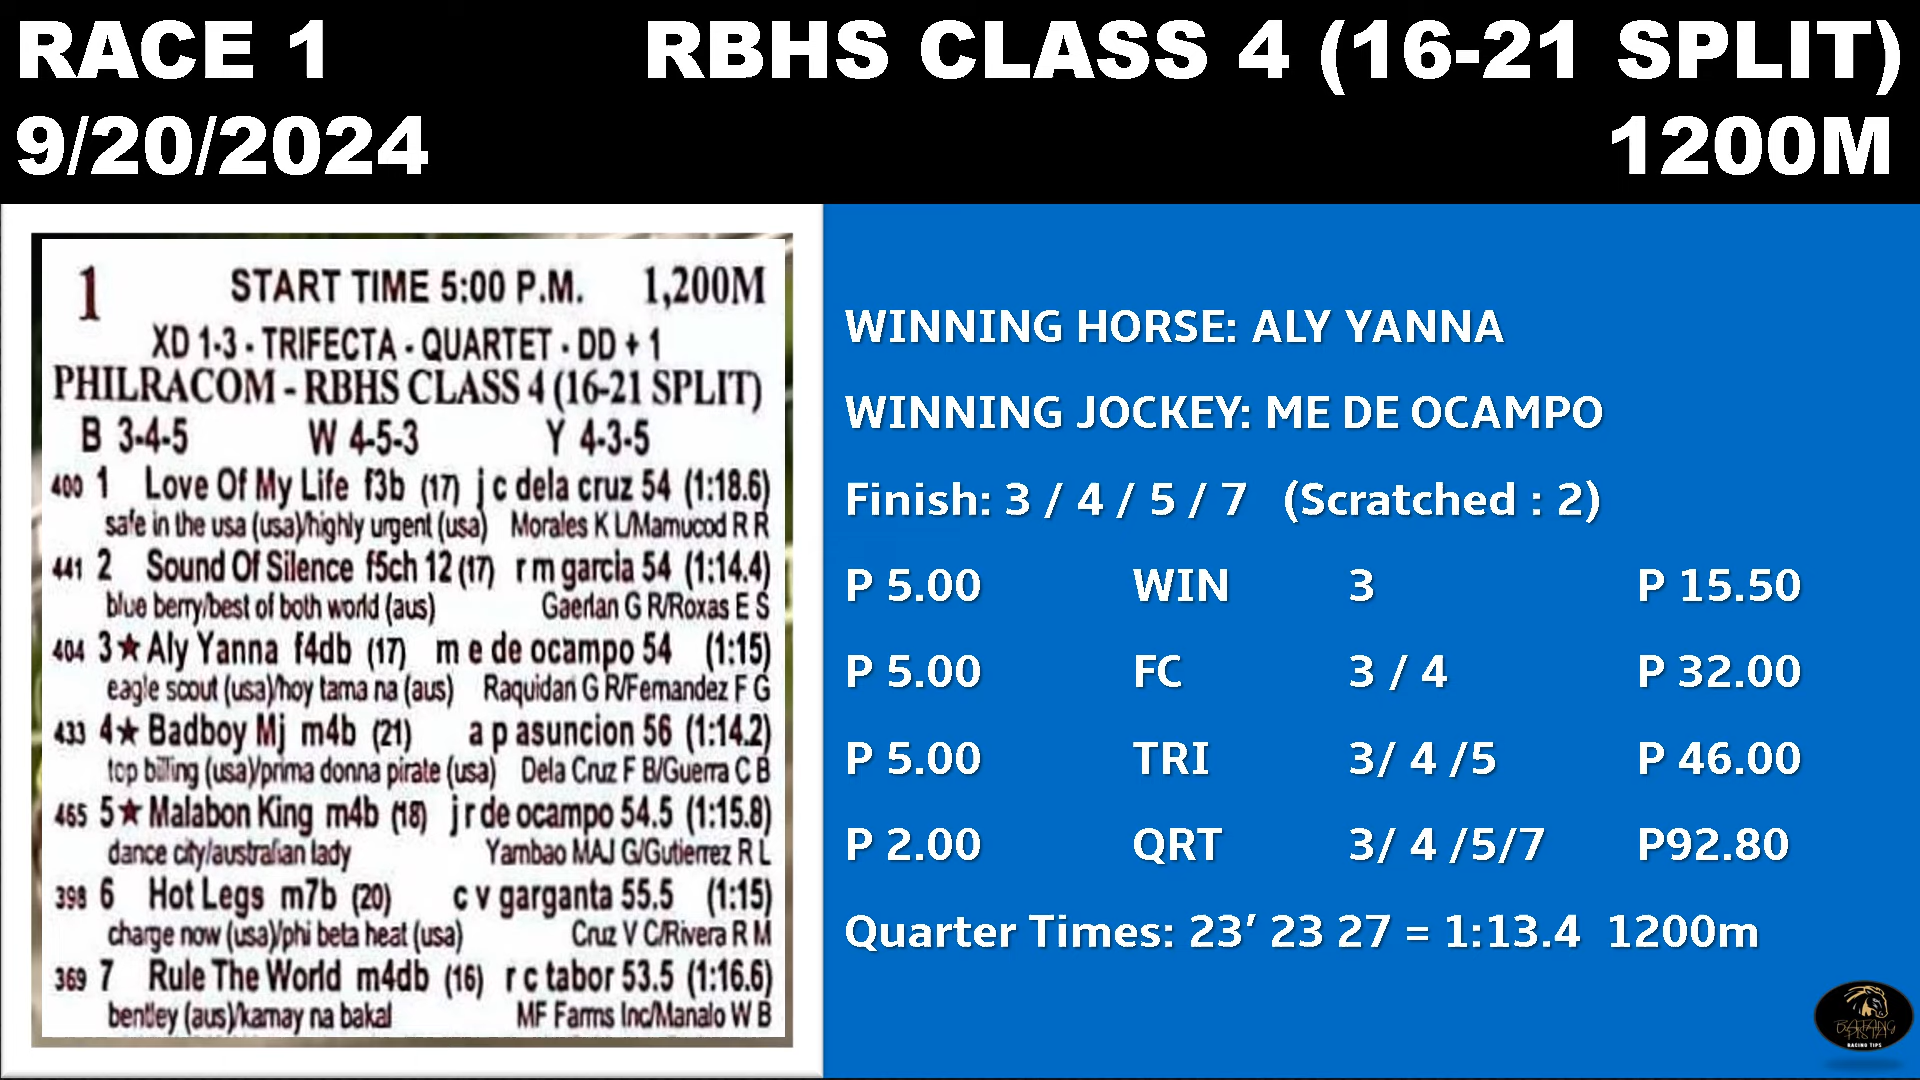 RACE 1 RBHS CLASS 4 (16-21 SPLIT)
9/20/2024 1200M
1 START TIME 5:00 P.M. 1,200M
XD 1-3 - TRIFECTA - QUARTET - DD + 1
PHILRACOM - RBHS CLASS 4 (16-21 SPLIT)
B 3-4-5 W 4-5-3 Y 4-3-5
400 1 Love Of My Life f3b (17) j c dela cruz 54 (1:18.6)
safe in the usa (usa)/highly urgent (usa) Morales K L/Mamucod R R
441 2 Sound Of Silence f5ch 12 (17) r m garcia 54 (1:14.4)
blue berry/best of both world (aus) Gaerlan G R/Roxas E S
404 3★ Aly Yanna f4db (17) m e de ocampo 54 (1:15)
eagle scout (usa)/hoy tama na (aus) Raquidan G R/Fernandez F G
433 4★ Badboy Mj m4b (21) a p asuncion 56 (1:14.2)
top billing (usa)/prima donna pirate (usa) Dela Cruz F B/Guerra C B
465 5★ Malabon King m4b (18) j r de ocampo 54.5 (1:15.8)
dance city/australian lady Yambao MAJ G/Gutierrez R L
398 6 Hot Legs m7b (20) c v garganta 55.5 (1:15)
charge now (usa)/phi beta heat (usa) Cruz V C/Rivera R M
369 7 Rule The World m4db (16) r c tabor 53.5 (1:16.6)
bentley (aus)/kamay na bakal MF Farms Inc/Manalo W B
WINNING HORSE: ALY YANNA
WINNING JOCKEY: ME DE OCAMPO
Finish: 3 / 4 / 5 / 7 (Scratched : 2)
P 5.00 WIN 3 P 15.50
P 5.00 FC 3 / 4 P 32.00
P 5.00 TRI 3/ 4 /5 P 46.00
P 2.00 QRT 3/ 4 /5/7 P92.80
Quarter Times: 23’ 23 27 = 1:13.4 1200m
RACING TIPS